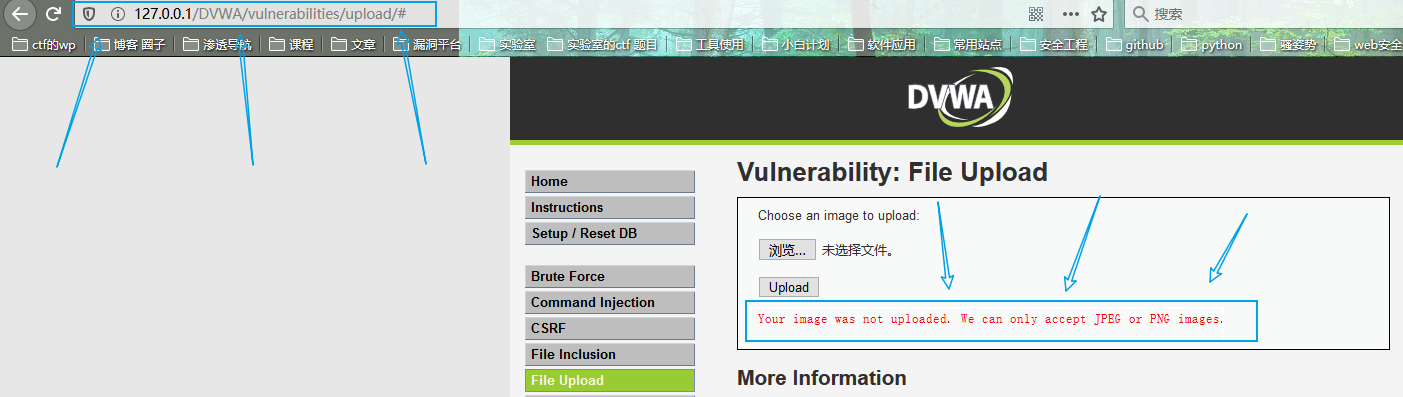 127.0.0.1/DVWA/vulnerabilities/upload/#
搜索
ctf的wp 博客 圈子 渗透导航 课程 文章 漏洞平台 实验室 实验室的ctf 题目 工具使用 小白计划 软件应用 常用站点 安全工程 github python 骚姿势 web安全
DVWA
Vulnerability: File Upload
Home
Instructions
Setup / Reset DB
Brute Force
Command Injection
CSRF
File Inclusion
File Upload
Choose an image to upload:
浏览... 未选择文件。
Upload
Your image was not uploaded. We can only accept JPEG or PNG images.
More Information